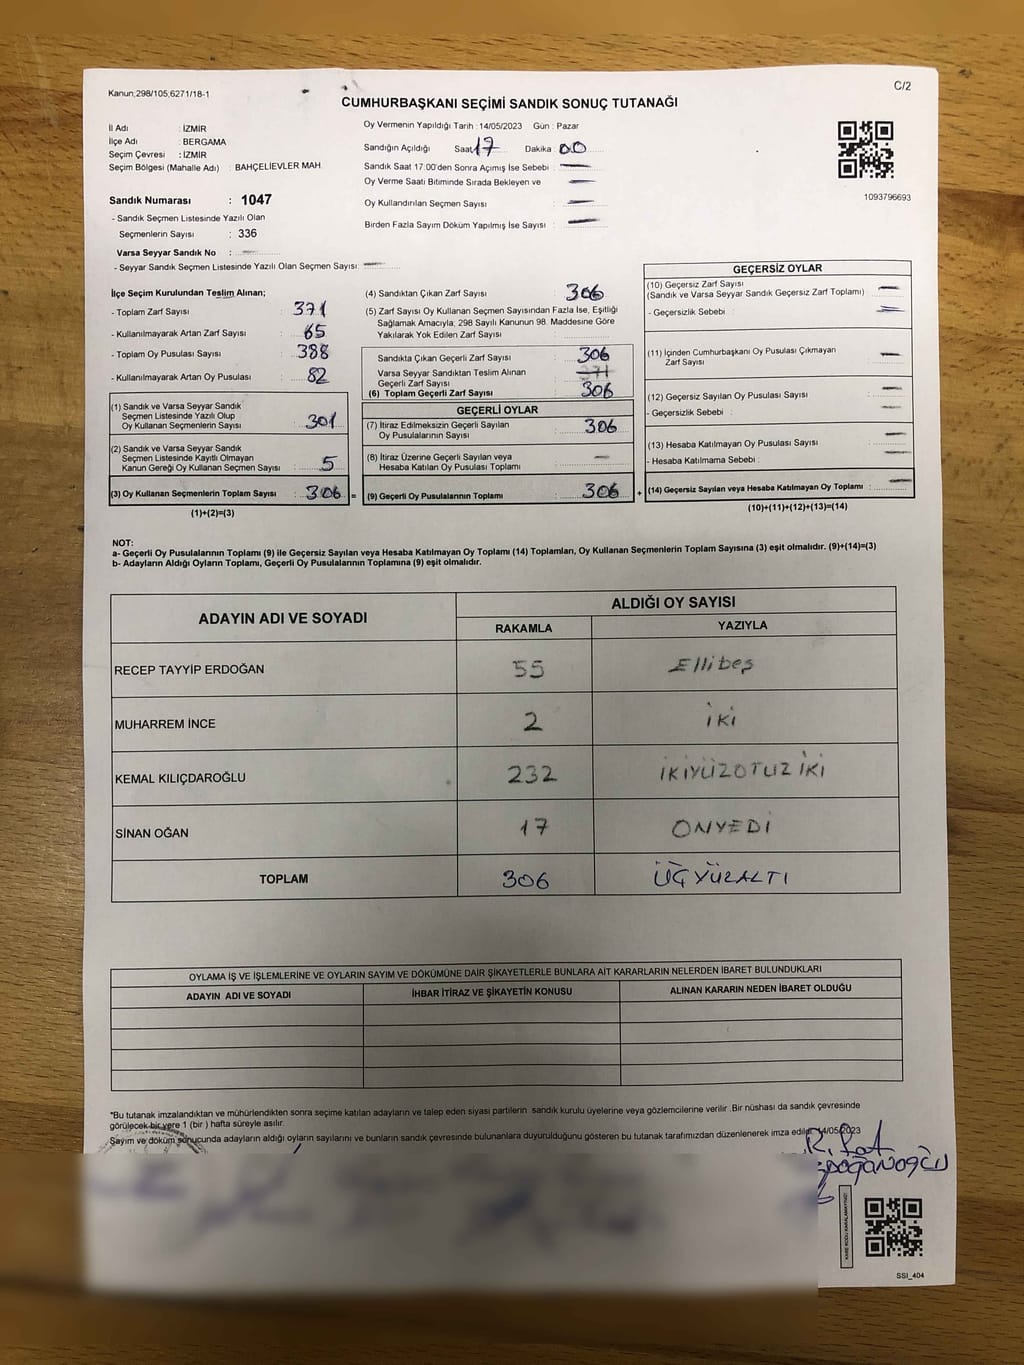 Kanun;298/105;6271/18-1
C/2
CUMHURBAŞKANI SEÇİMİ SANDIK SONUÇ TUTANAĞI
İl Adı : İZMİR
İlçe Adı : BERGAMA
Seçim Çevresi : İZMİR
Seçim Bölgesi (Mahalle Adı) : BAHÇELİEVLER MAH.
Oy Vermenin Yapıldığı Tarih : 14/05/2023 Gün : Pazar
Sandığın Açıldığı Saat 17 Dakika : 00
Sandık Saat 17:00'den Sonra Açımış İse Sebebi :
Oy Verme Saati Bitiminde Sırada Bekleyen ve
Oy Kullandırılan Seçmen Sayısı :
Birden Fazla Sayım Döküm Yapılmış İse Sayısı :
1093796693
Sandık Numarası : 1047
- Sandık Seçmen Listesinde Yazılı Olan
Seçmenlerin Sayısı : 336
Varsa Seyyar Sandık No :
- Seyyar Sandık Seçmen Listesinde Yazılı Olan Seçmen Sayısı :
İlçe Seçim Kurulundan Teslim Alınan;
- Toplam Zarf Sayısı : 371
- Kullanılmayarak Artan Zarf Sayısı : 65
- Toplam Oy Pusulası Sayısı : 388
- Kullanılmayarak Artan Oy Pusulası : 82
(1) Sandık ve Varsa Seyyar Sandık
Seçmen Listesinde Yazılı Olup
Oy Kullanan Seçmenlerin Sayısı : 301
(2) Sandık ve Varsa Seyyar Sandık
Seçmen Listesinde Kayıtlı Olmayan
Kanun Gereği Oy Kullanan Seçmen Sayısı : 5
(3) Oy Kullanan Seçmenlerin Toplam Sayısı : 306 =
(1)+(2)=(3)
(4) Sandıktan Çıkan Zarf Sayısı : 306
(5) Zarf Sayısı Oy Kullanan Seçmen Sayısından Fazla İse, Eşitliği
Sağlamak Amacıyla, 298 Sayılı Kanunun 98. Maddesine Göre
Yakılarak Yok Edilen Zarf Sayısı :
Sandıkta Çıkan Geçerli Zarf Sayısı : 306
Varsa Seyyar Sandıktan Teslim Alınan
Geçerli Zarf Sayısı :
(6) Toplam Geçerli Zarf Sayısı : 306
GEÇERLİ OYLAR
(7) İtiraz Edilmeksizin Geçerli Sayılan
Oy Pusulalarının Sayısı : 306
(8) İtiraz Üzerine Geçerli Sayılan veya
Hesaba Katılan Oy Pusulası Toplamı :
(9) Geçerli Oy Pusulalarının Toplamı : 306 +
GEÇERSİZ OYLAR
(10) Geçersiz Zarf Sayısı :
(Sandık ve Varsa Seyyar Sandık Geçersiz Zarf Toplamı)
- Geçersizlik Sebebi :
(11) İçinden Cumhurbaşkanı Oy Pusulası Çıkmayan
Zarf Sayısı :
(12) Geçersiz Sayılan Oy Pusulası Sayısı :
- Geçersizlik Sebebi :
(13) Hesaba Katılmayan Oy Pusulası Sayısı :
- Hesaba Katılmama Sebebi :
(14) Geçersiz Sayılan veya Hesaba Katılmayan Oy Toplamı :
(10)+(11)+(12)+(13)=(14)
NOT:
a- Geçerli Oy Pusulalarının Toplamı (9) ile Geçersiz Sayılan veya Hesaba Katılmayan Oy Toplamı (14) Toplamları, Oy Kullanan Seçmenlerin Toplam Sayısına (3) eşit olmalıdır. (9)+(14)=(3)
b- Adayların Aldığı Oyların Toplamı, Geçerli Oy Pusulalarının Toplamına (9) eşit olmalıdır.
ADAYIN ADI VE SOYADI ALDIĞI OY SAYISI
RAKAMLA YAZIYLA
RECEP TAYYİP ERDOĞAN 55 Ellibeş
MUHARREM İNCE 2 İKİ
KEMAL KILIÇDAROĞLU 232 İKİYÜZOTUZİKİ
SİNAN OĞAN 17 ONYEDİ
TOPLAM 306 ÜÇYÜZALTI
OYLAMA İŞ VE İŞLEMLERİNE VE OYLARIN SAYIM VE DÖKÜMÜNE DAİR ŞİKAYETLERLE BUNLARA AİT KARARLARIN NELERDEN İBARET BULUNDUKLARI
ADAYIN ADI VE SOYADI İHBAR İTİRAZ VE ŞİKAYETİN KONUSU ALINAN KARARIN NEDEN İBARET OLDUĞU
*Bu tutanak imzalandıktan ve mühürlendikten sonra seçime katılan adayların ve talep eden siyasi partilerin sandık kurulu üyelerine veya gözlemcilerine verilir .Bir nüshası da sandık çevresinde
görülecek bir yere 1 (bir ) hafta süreyle asılır.
Sayım ve döküm sonucunda adayların aldığı oyların sayılarını ve bunların sandık çevresinde bulunanlara duyurulduğunu gösteren bu tutanak tarafımızdan düzenlenerek imza edildi. 14/05/2023
SSI_404